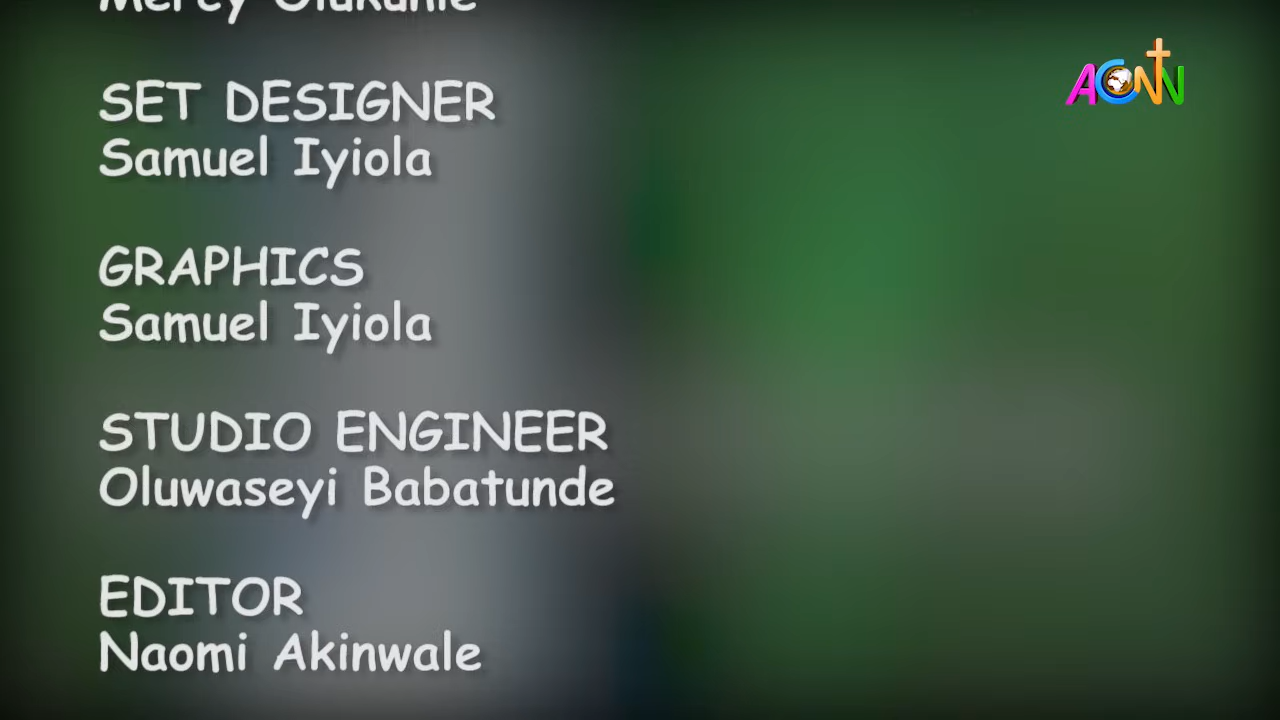 SET DESIGNER
Samuel Iyiola
GRAPHICS
Samuel Iyiola
STUDIO ENGINEER
Oluwaseyi Babatunde
EDITOR
Naomi Akinwale
ACNN